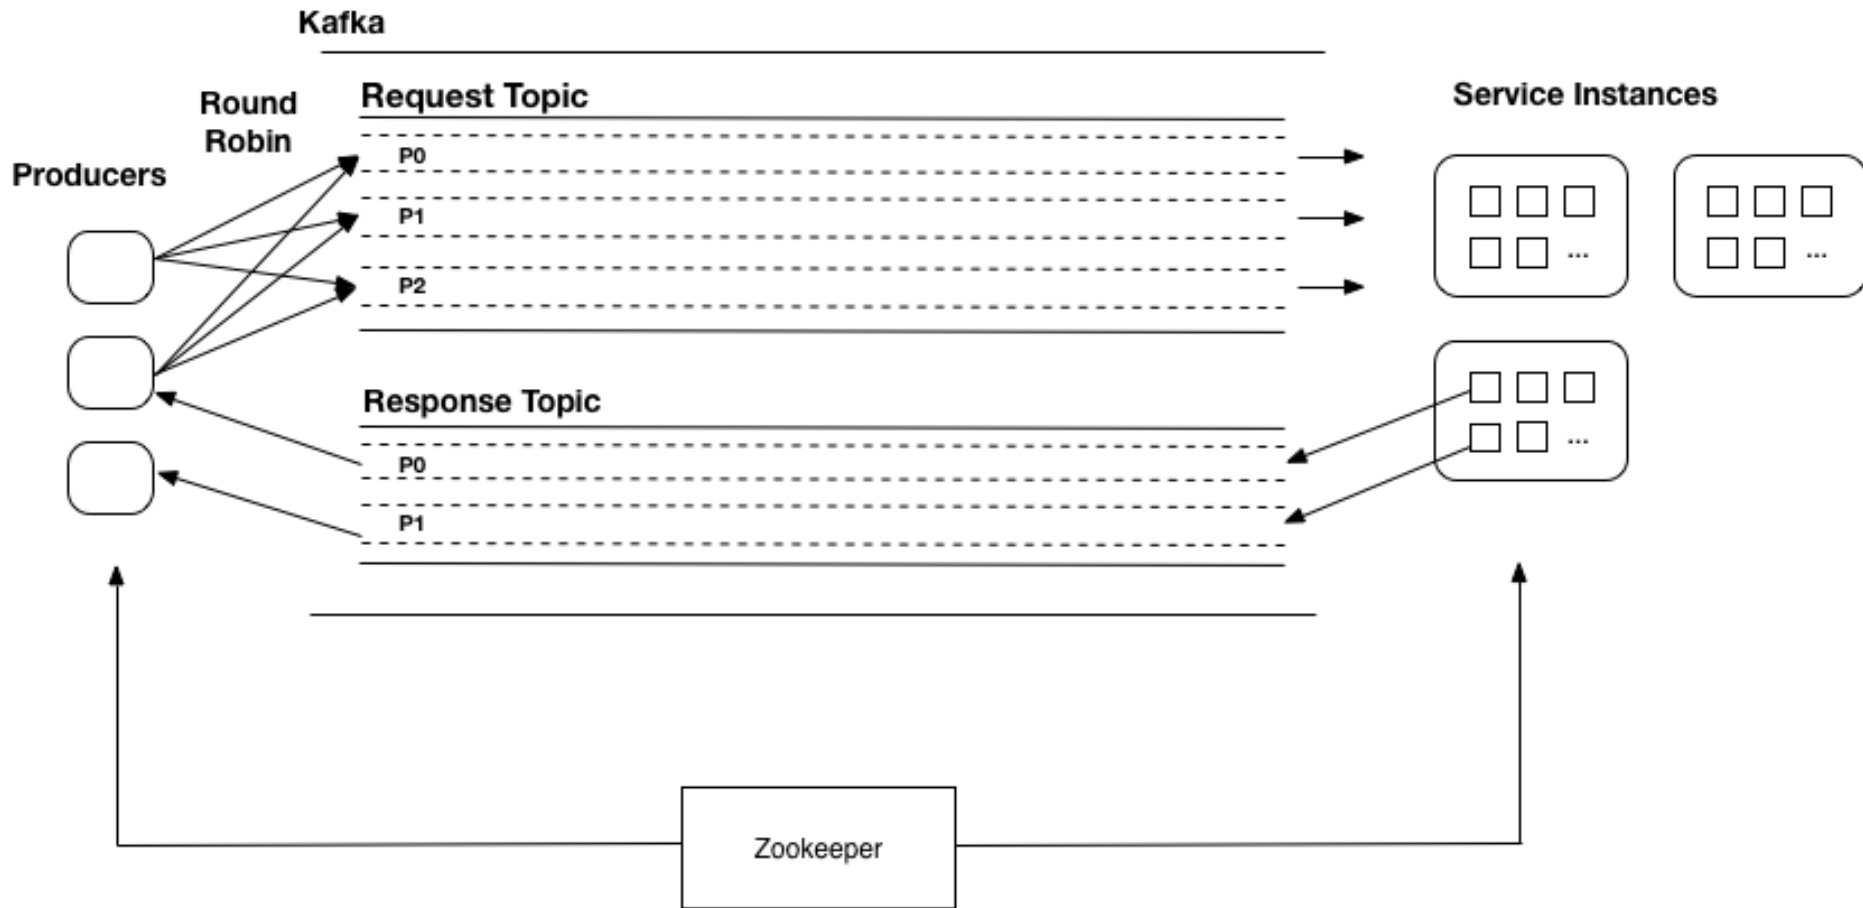 Kafka
Round
Robin
Producers
Request Topic
P0
P1
P2
Service Instances
...
...
Response Topic
P0
P1
...
Zookeeper